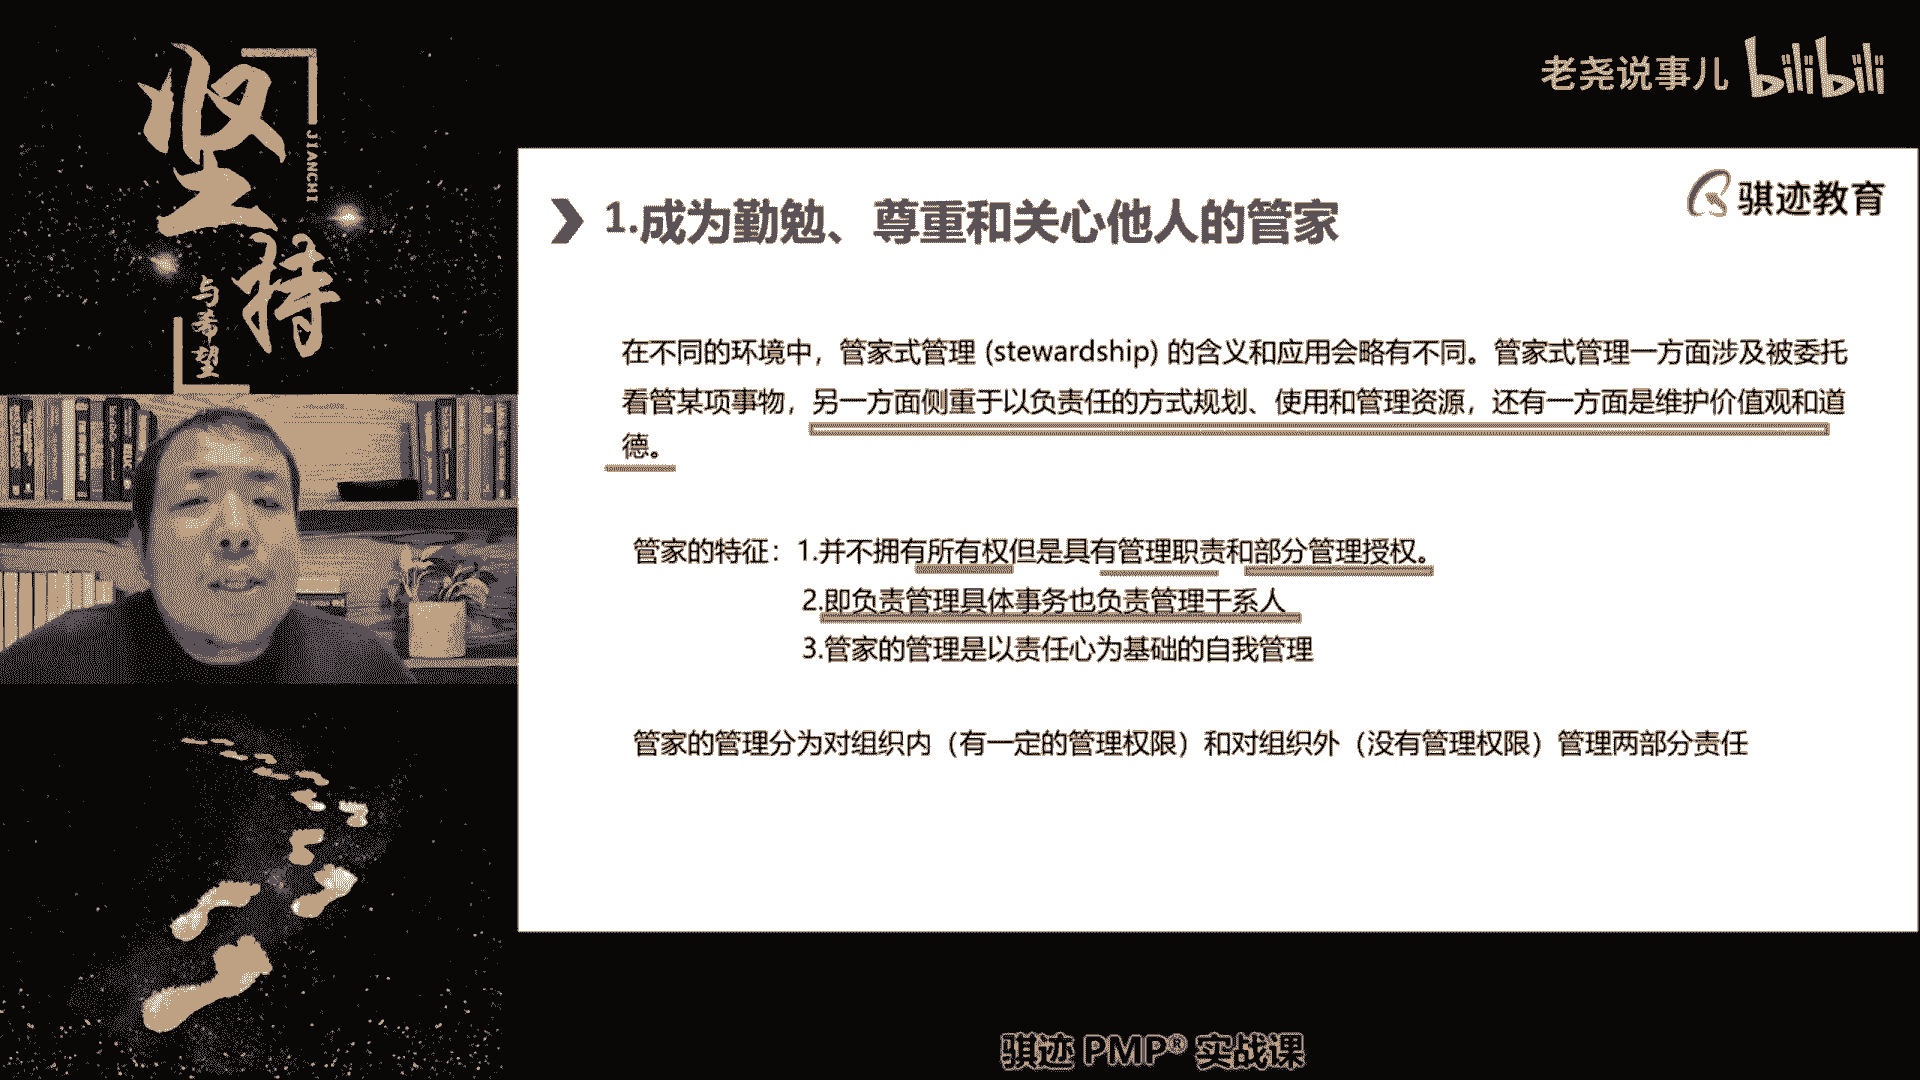 坚持
JIANCHI
与希望
老尧说事儿 bilibili
骐迹教育
1.成为勤勉、尊重和关心他人的管家
在不同的环境中，管家式管理 (stewardship) 的含义和应用会略有不同。管家式管理一方面涉及被委托
看管某项事物，另一方面侧重于以负责任的方式规划、使用和管理资源，还有一方面是维护价值观和道
德。
管家的特征：1.并不拥有所有权但是具有管理职责和部分管理授权。
2.即负责管理具体事务也负责管理干系人
3.管家的管理是以责任心为基础的自我管理
管家的管理分为对组织内（有一定的管理权限）和对组织外（没有管理权限）管理两部分责任
骐迹 PMP® 实战课